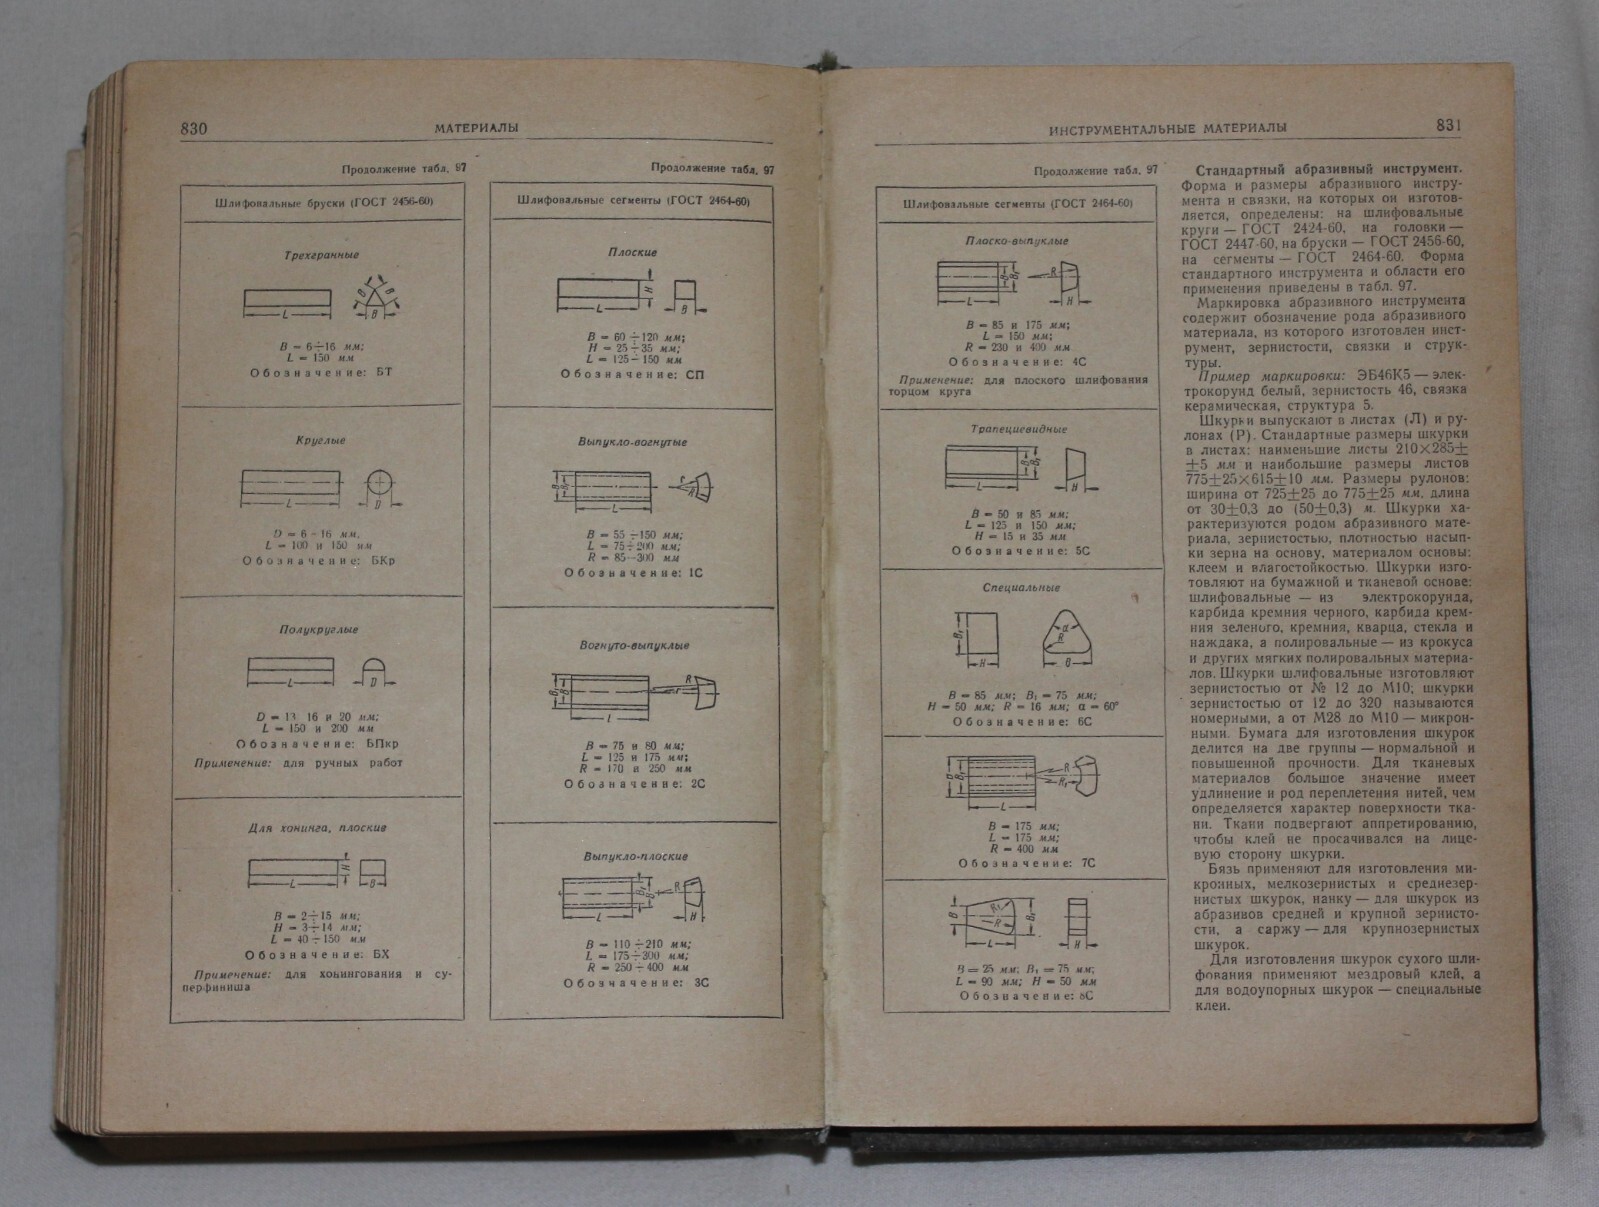 830
МАТЕРИАЛЫ
Продолжение табл. 97
Шлифовальные бруски (ГОСТ 2456-60)
Трехгранные
L
B
B
B
B = 6÷16 мм;
L = 150 мм
Обозначение: БТ
Круглые
L
D
D = 6-16 мм,
L = 100 и 150 мм
Обозначение: БКр
Полукруглые
L
D
D = 13, 16 и 20 мм;
L = 150 и 200 мм
Обозначение: БПкр
Применение: для ручных работ
Для хонинга, плоские
L
H
B
B = 2÷15 мм;
H = 3÷14 мм;
L = 40÷150 мм
Обозначение: БХ
Применение: для хонингования и су-
перфиниша
Продолжение табл. 97
Шлифовальные сегменты (ГОСТ 2464-60)
Плоские
L
H
B
B = 60÷120 мм;
H = 25÷35 мм;
L = 125-150 мм
Обозначение: СП
Выпукло-вогнутые
B
B₁
L
r
R
B = 55÷150 мм;
L = 75÷200 мм;
R = 85-300 мм
Обозначение: 1С
Вогнуто-выпуклые
B₁
B
L
R
r
B = 75 и 80 мм;
L = 125 и 175 мм;
R = 170 и 250 мм
Обозначение: 2С
Выпукло-плоские
L
B₁
R
H
B = 110÷210 мм;
L = 175÷300 мм;
R = 250÷400 мм
Обозначение: 3С
ИНСТРУМЕНТАЛЬНЫЕ МАТЕРИАЛЫ
831
Продолжение табл. 97
Шлифовальные сегменты (ГОСТ 2464-60)
Плоско-выпуклые
L
B
B₁
R
H
B = 85 и 175 мм;
L = 150 мм;
R = 230 и 400 мм
Обозначение: 4С
Применение: для плоского шлифования
торцом круга
Трапециевидные
L
B
B₁
H
B = 50 и 85 мм;
L = 125 и 150 мм;
H = 15 и 35 мм
Обозначение: 5С
Специальные
B₁
H
α
R
B
B = 85 мм; B₁ = 75 мм;
H = 50 мм; R = 16 мм; α = 60°
Обозначение: 6С
B
B₁
L
R
R₁
B = 175 мм;
L = 175 мм;
R = 400 мм
Обозначение: 7С
B
R₁
R
B₁
L
H
B = 25 мм; B₁ = 75 мм;
L = 90 мм; H = 50 мм
Обозначение: 8С
Стандартный абразивный инструмент.
Форма и размеры абразивного инстру-
мента и связки, на которых он изготов-
ляется, определены: на шлифовальные
круги — ГОСТ 2424-60, на головки —
ГОСТ 2447-60, на бруски — ГОСТ 2456-60,
на сегменты — ГОСТ 2464-60. Форма
стандартного инструмента и области его
применения приведены в табл. 97.
Маркировка абразивного инструмента
содержит обозначение рода абразивного
материала, из которого изготовлен инст-
румент, зернистости, связки и струк-
туры.
Пример маркировки: ЭБ46К5 — элек-
трокорунд белый, зернистость 46, связка
керамическая, структура 5.
Шкурки выпускают в листах (Л) и ру-
лонах (Р). Стандартные размеры шкурки
в листах: наименьшие листы 210×285±
±5 мм и наибольшие размеры листов
775±25×615±10 мм. Размеры рулонов:
ширина от 725±25 до 775±25 мм, длина
от 30±0,3 до (50±0,3) м. Шкурки ха-
рактеризуются родом абразивного мате-
риала, зернистостью, плотностью насып-
ки зерна на основу, материалом основы:
клеем и влагостойкостью. Шкурки изго-
товляют на бумажной и тканевой основе:
шлифовальные — из электрокорунда,
карбида кремния черного, карбида крем-
ния зеленого, кремния, кварца, стекла и
наждака, а полировальные — из крокуса
и других мягких полировальных материа-
лов. Шкурки шлифовальные изготовляют
зернистостью от № 12 до М10; шкурки
зернистостью от 12 до 320 называются
номерными, а от М28 до М10 — микрон-
ными. Бумага для изготовления шкурок
делится на две группы — нормальной и
повышенной прочности. Для тканевых
материалов большое значение имеет
удлинение и род переплетения нитей, чем
определяется характер поверхности тка-
ни. Ткани подвергают аппретированию,
чтобы клей не просачивался на лице-
вую сторону шкурки.
Бязь применяют для изготовления ми-
кронных, мелкозернистых и среднезер-
нистых шкурок, нанку — для шкурок из
абразивов средней и крупной зернисто-
сти, а саржу — для крупнозернистых
шкурок.
Для изготовления шкурок сухого шли-
фования применяют мездровый клей, а
для водоупорных шкурок — специальные
клеи.